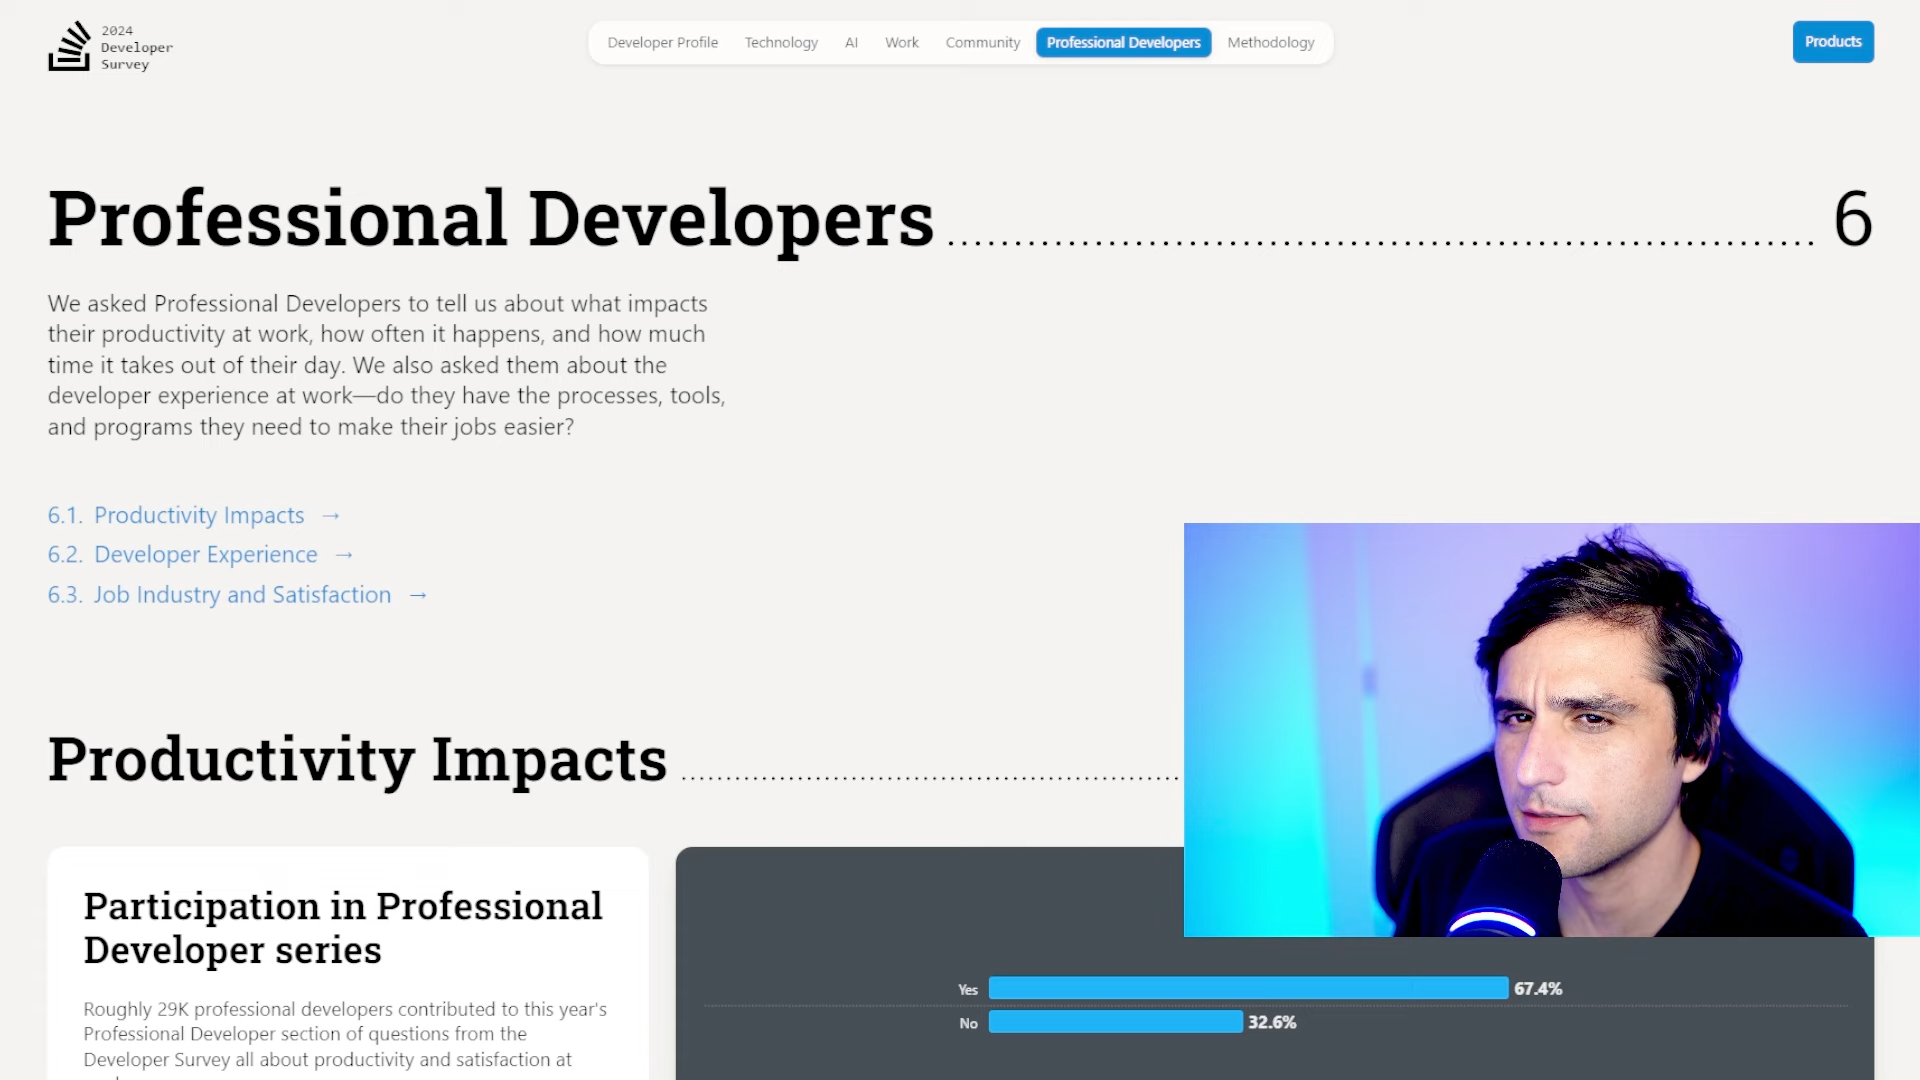 2024
Developer
Survey
Developer Profile
Technology
AI
Work
Community
Professional Developers
Methodology
Products
Professional Developers
6
We asked Professional Developers to tell us about what impacts
their productivity at work, how often it happens, and how much
time it takes out of their day. We also asked them about the
developer experience at work—do they have the processes, tools,
and programs they need to make their jobs easier?
6.1. Productivity Impacts →
6.2. Developer Experience →
6.3. Job Industry and Satisfaction →
Productivity Impacts
Participation in Professional
Developer series
Roughly 29K professional developers contributed to this year's
Professional Developer section of questions from the
Developer Survey all about productivity and satisfaction at
Yes 67.4%
No 32.6%